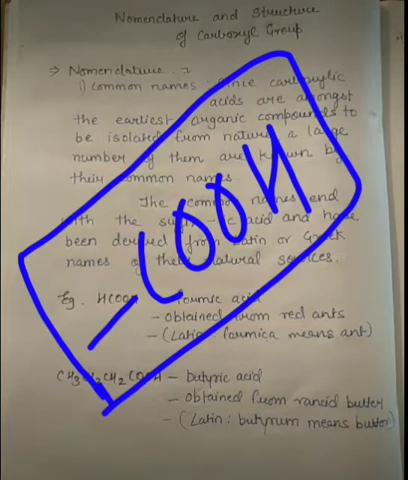 Nomenclature and Structure
of Carboxyl Group
⇒ Nomenclature :-
i) Common names : Since carboxylic
acids are amongst
the earliest organic compounds to
be isolated from nature a large
number of them are known by
their common names.
The common names end
with the suffix -ic acid and have
been derived from Latin or Greek
names of their natural sources.
Eg. HCOOH - formic acid
- obtained from red ants
- (Latin: formica means ant)
CH3CH2CH2COOH - butyric acid
- obtained from rancid butter
- (Latin: butyrum means butter)
-COOH